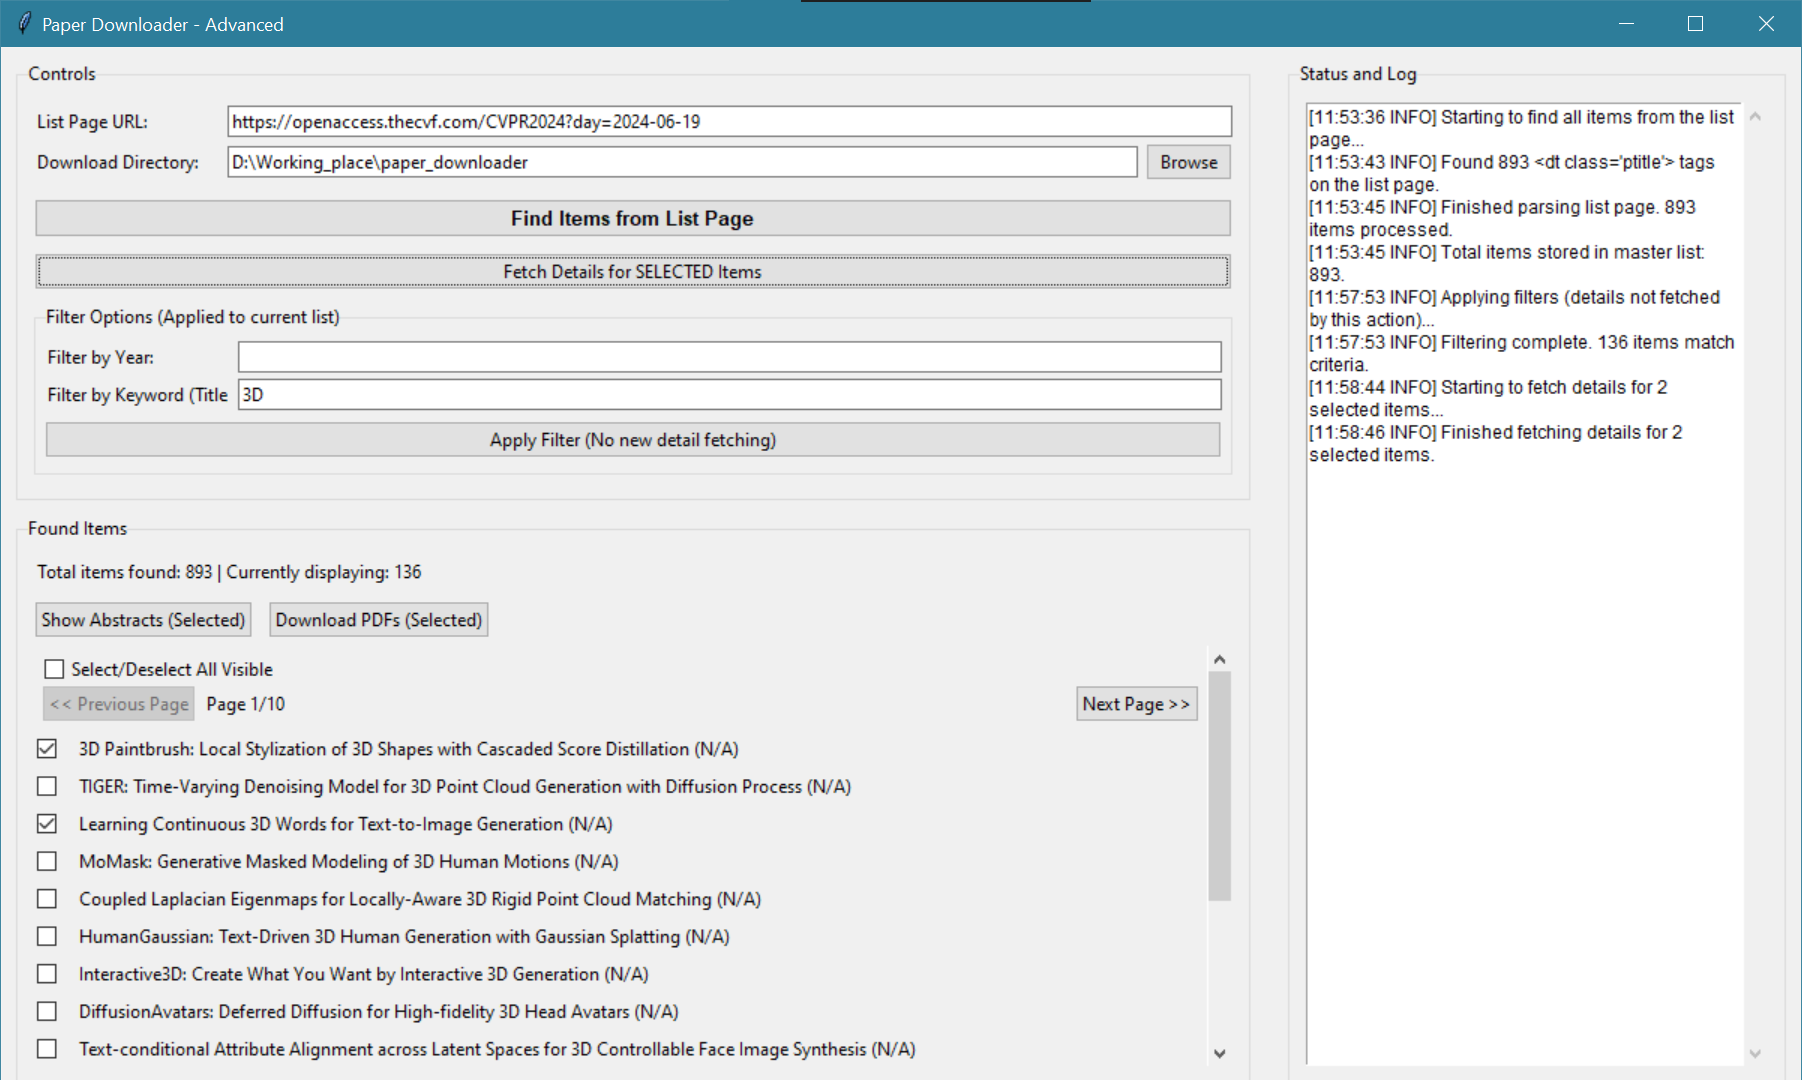 Paper Downloader - Advanced
Controls
List Page URL:
https://openaccess.thecvf.com/CVPR2024?day=2024-06-19
Download Directory:
D:\Working_place\paper_downloader
Browse
Find Items from List Page
Fetch Details for SELECTED Items
Filter Options (Applied to current list)
Filter by Year:
Filter by Keyword (Title
3D
Apply Filter (No new detail fetching)
Found Items
Total items found: 893 | Currently displaying: 136
Show Abstracts (Selected)
Download PDFs (Selected)
Select/Deselect All Visible
<< Previous Page
Page 1/10
Next Page >>
3D Paintbrush: Local Stylization of 3D Shapes with Cascaded Score Distillation (N/A)
TIGER: Time-Varying Denoising Model for 3D Point Cloud Generation with Diffusion Process (N/A)
Learning Continuous 3D Words for Text-to-Image Generation (N/A)
MoMask: Generative Masked Modeling of 3D Human Motions (N/A)
Coupled Laplacian Eigenmaps for Locally-Aware 3D Rigid Point Cloud Matching (N/A)
HumanGaussian: Text-Driven 3D Human Generation with Gaussian Splatting (N/A)
Interactive3D: Create What You Want by Interactive 3D Generation (N/A)
DiffusionAvatars: Deferred Diffusion for High-fidelity 3D Head Avatars (N/A)
Text-conditional Attribute Alignment across Latent Spaces for 3D Controllable Face Image Synthesis (N/A)
Status and Log
[11:53:36 INFO] Starting to find all items from the list
page...
[11:53:43 INFO] Found 893 <dt class='ptitle'> tags
on the list page.
[11:53:45 INFO] Finished parsing list page. 893
items processed.
[11:53:45 INFO] Total items stored in master list:
893.
[11:57:53 INFO] Applying filters (details not fetched
by this action)...
[11:57:53 INFO] Filtering complete. 136 items match
criteria.
[11:58:44 INFO] Starting to fetch details for 2
selected items...
[11:58:46 INFO] Finished fetching details for 2
selected items.